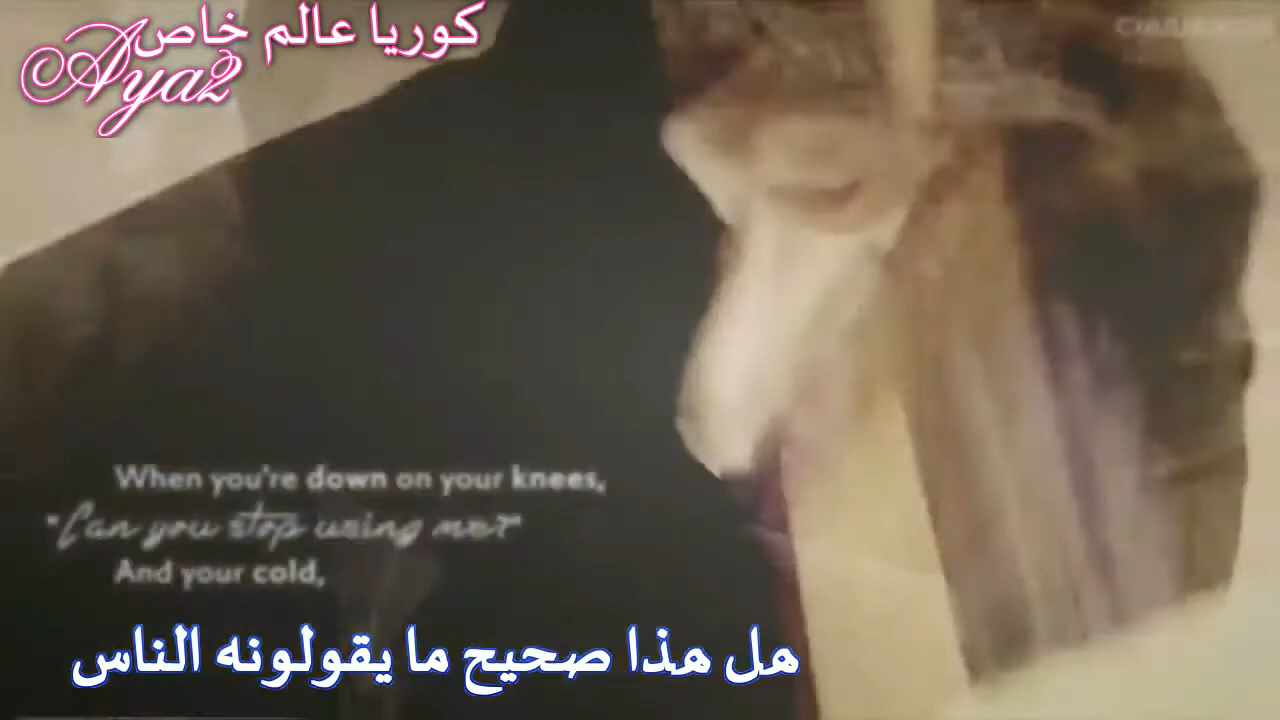 كوريا عالم خاص
Aya2
When you're down on your knees,
"Can you stop using me?"
And your cold,
هل هذا صحيح ما يقولونه الناس